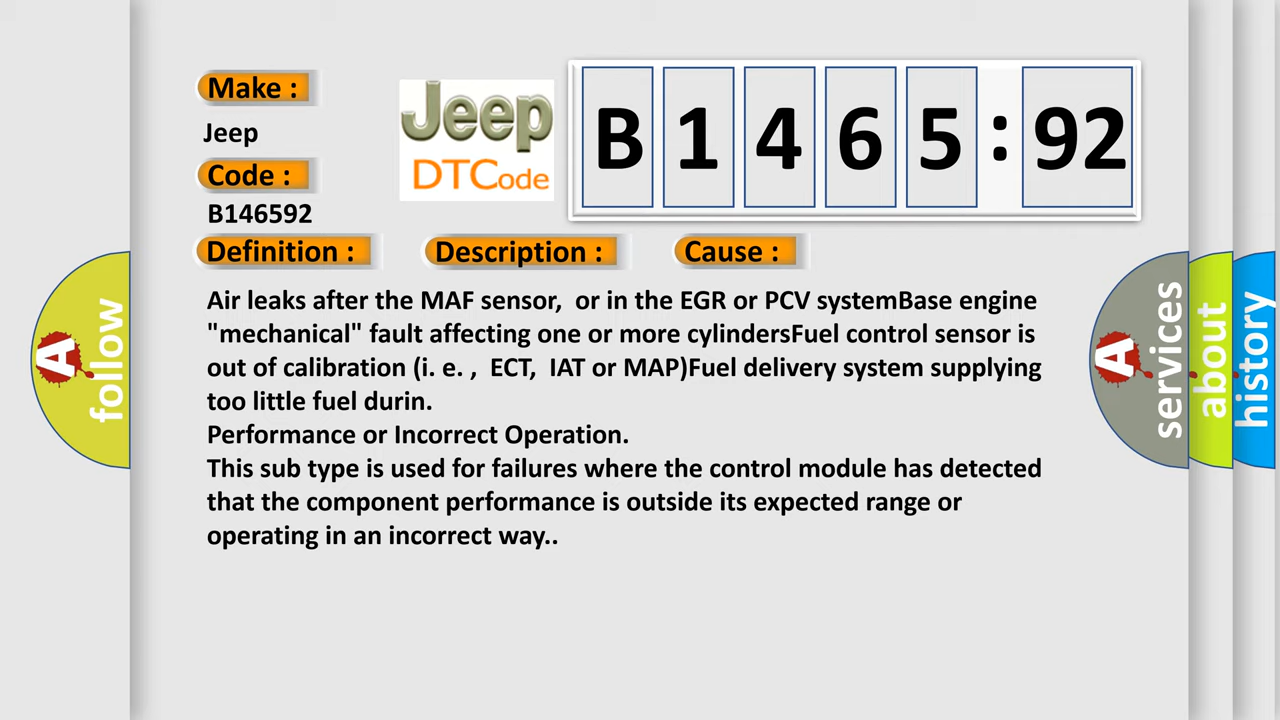 Make :
Jeep
Code :
B146592
Jeep
DTCode
B 1 4 6 5 : 92
Definition :
Description :
Cause :
Air leaks after the MAF sensor,  or in the EGR or PCV systemBase engine
"mechanical" fault affecting one or more cylindersFuel control sensor is
out of calibration (i. e. ,  ECT,  IAT or MAP)Fuel delivery system supplying
too little fuel durin.
Performance or Incorrect Operation.
This sub type is used for failures where the control module has detected
that the component performance is outside its expected range or
operating in an incorrect way..
A follow
A services
about
history